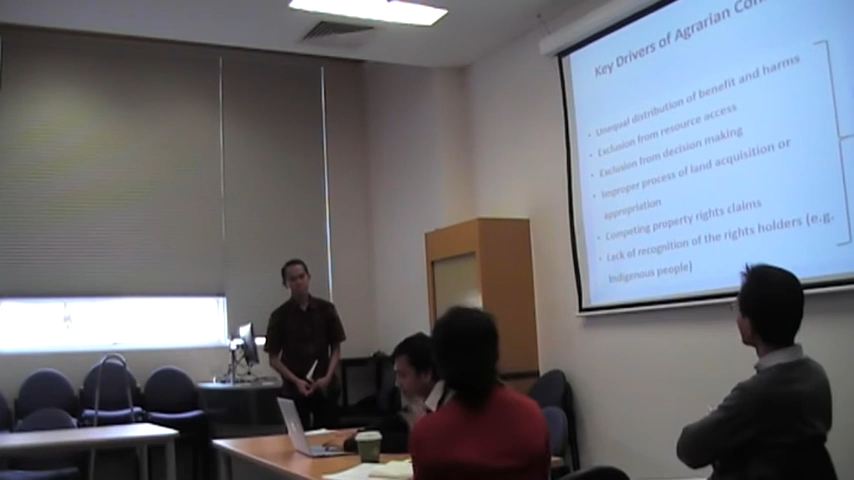 Key Drivers of Agrarian
• Unequal distribution of benefit and harms
• Exclusion from resource access
• Exclusion from decision making
• Improper process of land acquisition or
appropriation
• Competing property rights claims
• Lack of recognition of the rights holders (e.g.
Indigenous people)